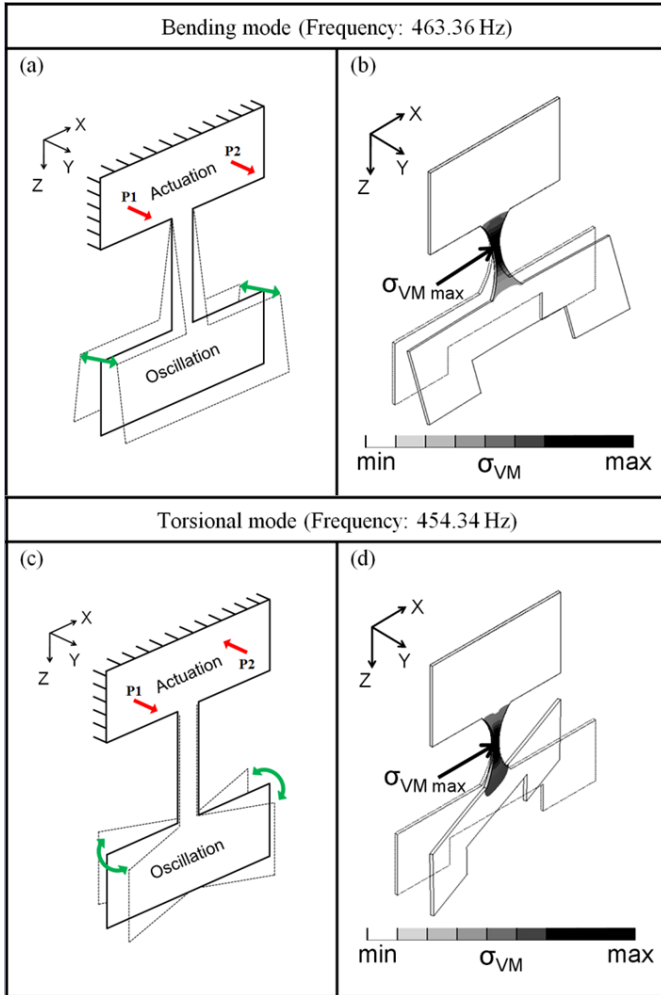 Bending mode (Frequency: 463.36 Hz)
(a)
X
Y
Z
P2
P1
Actuation
Oscillation
(b)
X
Y
Z
σVM max
min
σVM
max
Torsional mode (Frequency: 454.34 Hz)
(c)
X
Y
Z
P2
P1
Actuation
Oscillation
(d)
X
Y
Z
σVM max
min
σVM
max